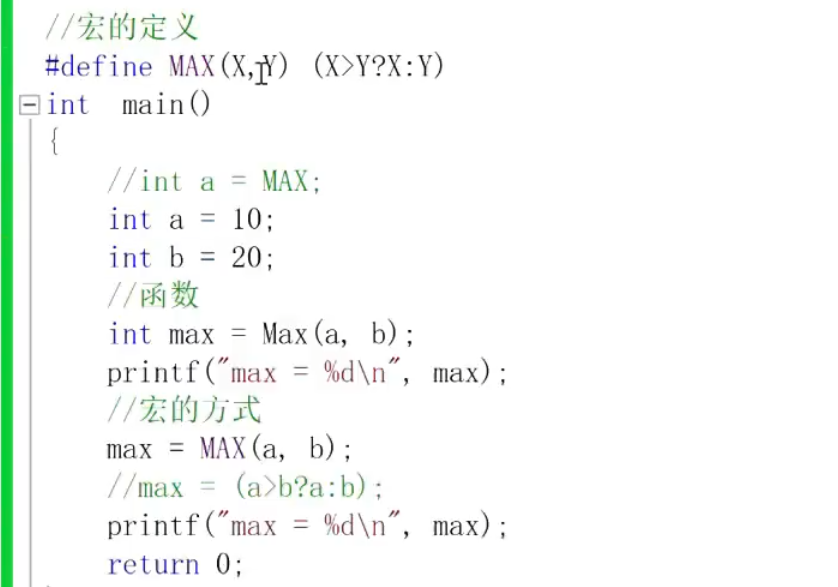 //宏的定义
#define MAX(X,Y) (X>Y?X:Y)
int  main()
{
//int a = MAX;
int a = 10;
int b = 20;
//函数
int max = Max(a, b);
printf("max = %d\n", max);
//宏的方式
max = MAX(a, b);
//max = (a>b?a:b);
printf("max = %d\n", max);
return 0;